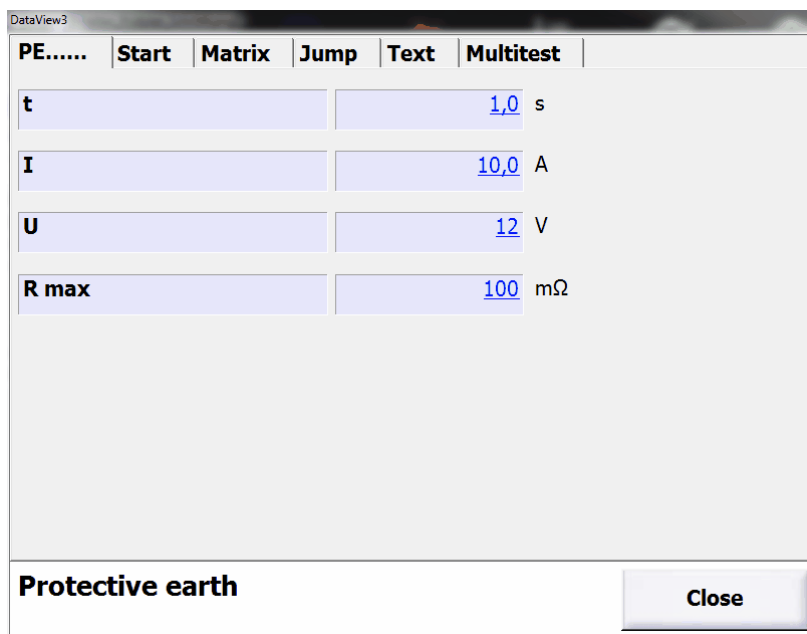 DataView3
PE...... Start Matrix Jump Text Multitest
t 1,0 s
I 10,0 A
U 12 V
R max 100 mΩ
Protective earth
Close